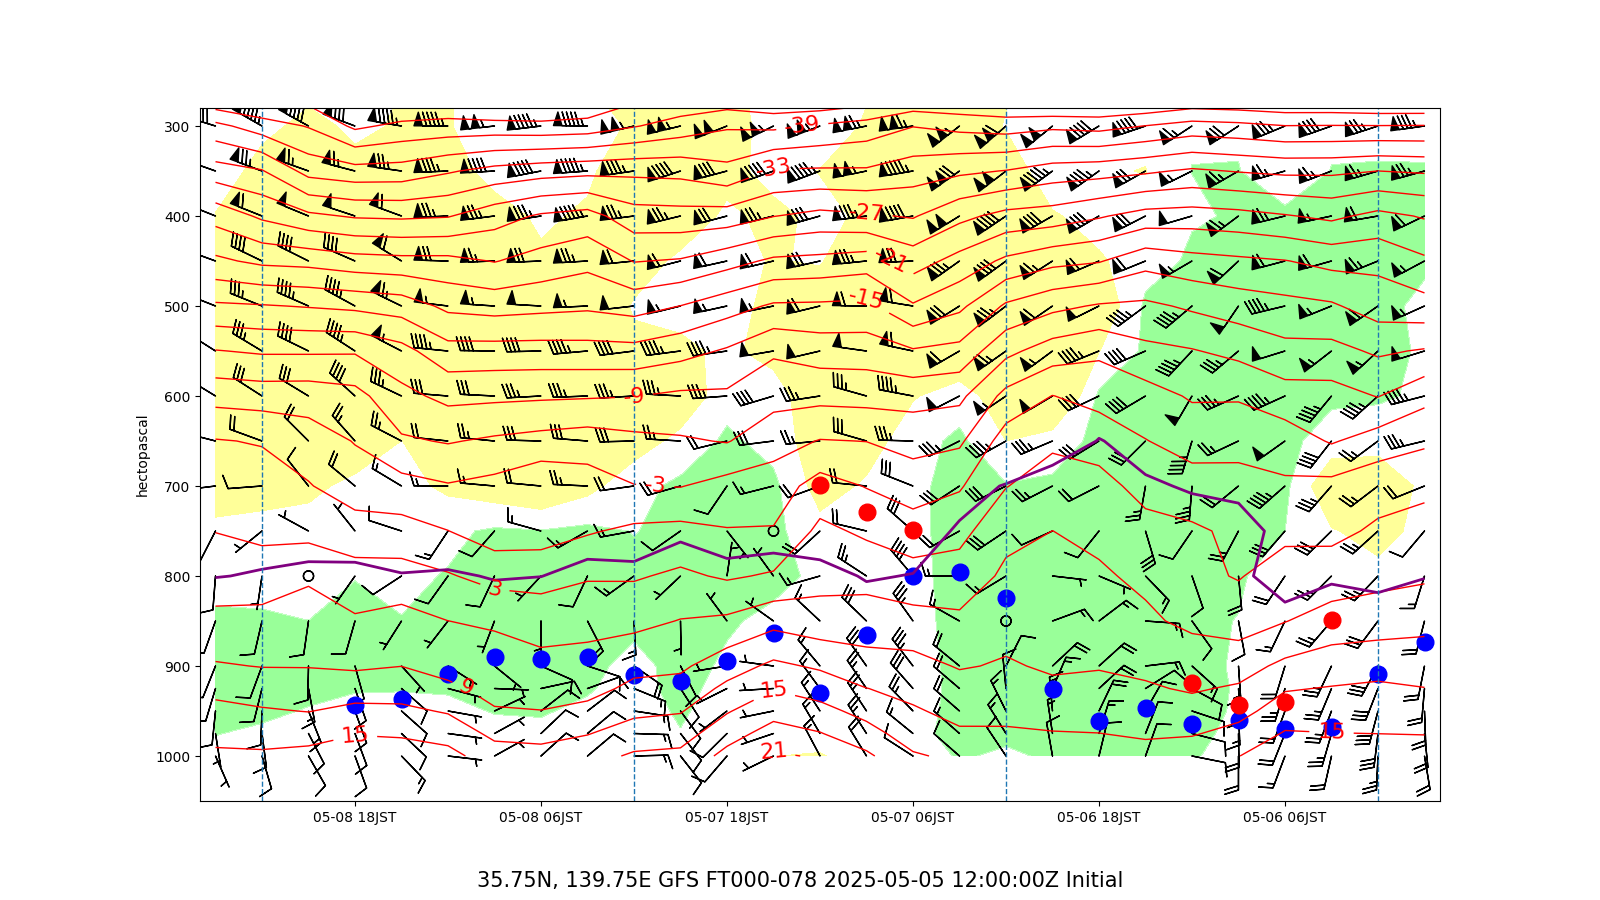 hectopascal
300
400
500
600
700
800
900
1000
-39
-33
-27
-21
-15
-9
-3
3
9
15
15
21
15
05-08 18JST
05-08 06JST
05-07 18JST
05-07 06JST
05-06 18JST
05-06 06JST
35.75N, 139.75E GFS FT000-078 2025-05-05 12:00:00Z Initial